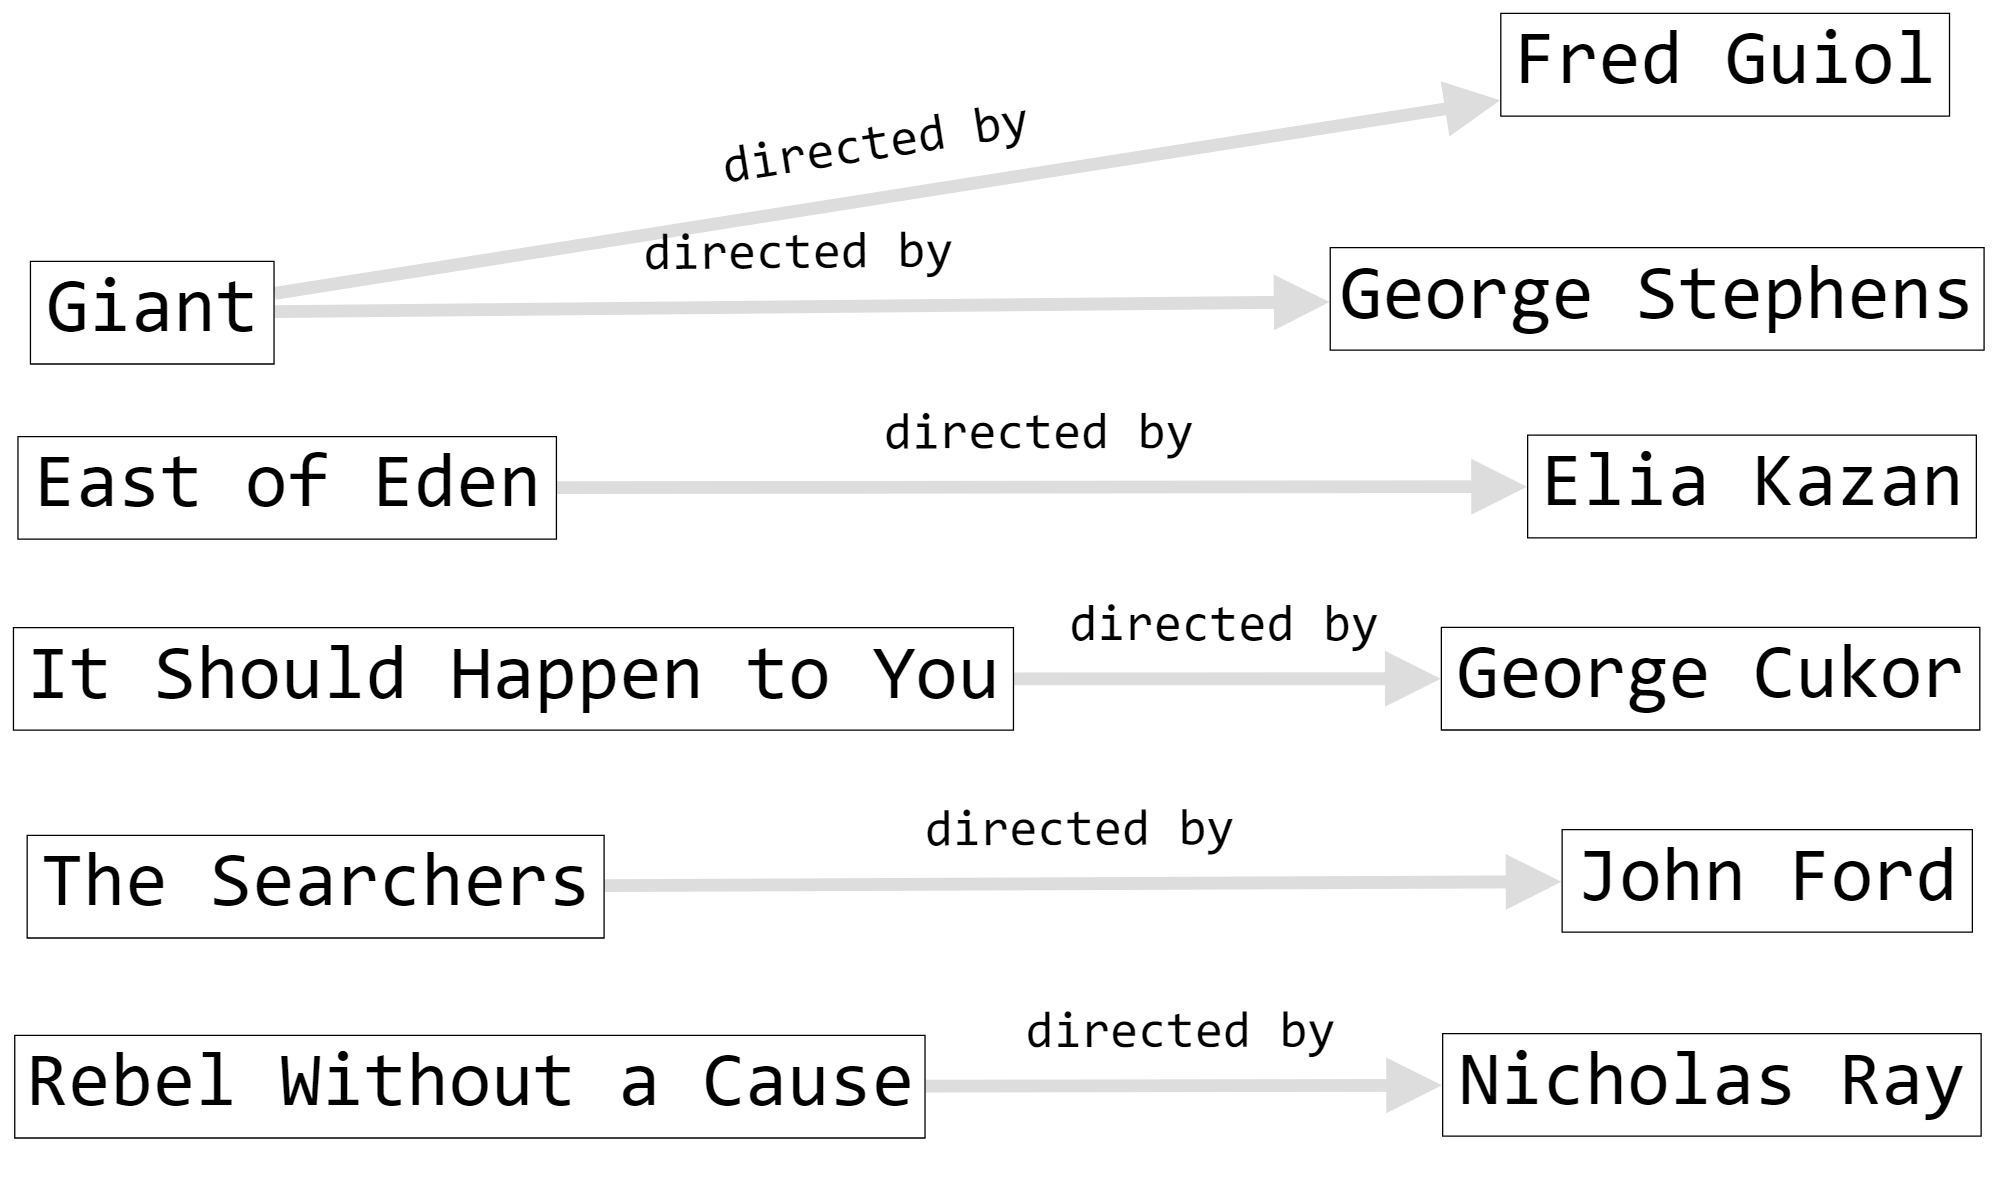 Fred Guiol
directed by
directed by
Giant
George Stephens
directed by
East of Eden
Elia Kazan
directed by
It Should Happen to You
George Cukor
directed by
The Searchers
John Ford
directed by
Rebel Without a Cause
Nicholas Ray